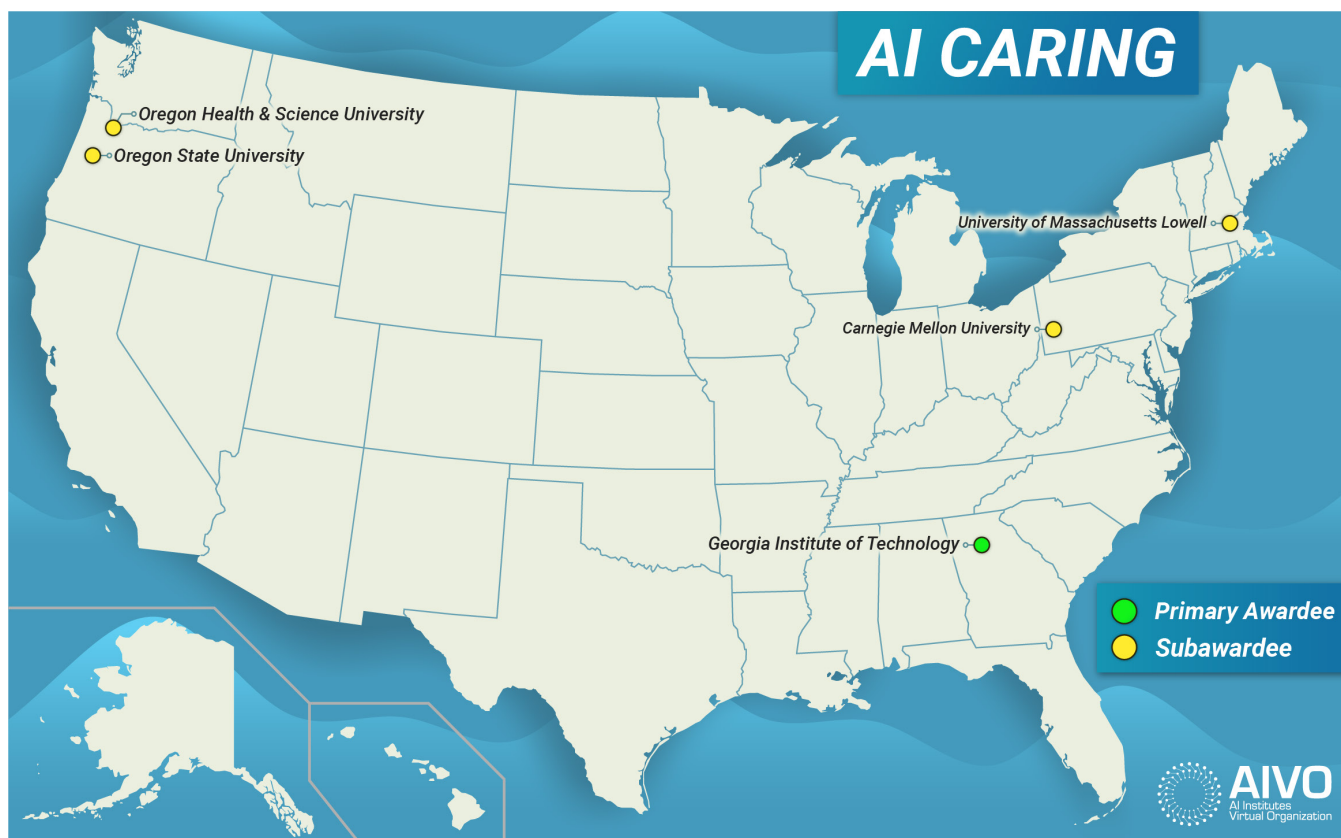 AI CARING
Oregon Health & Science University
Oregon State University
University of Massachusetts Lowell
Carnegie Mellon University
Georgia Institute of Technology
Primary Awardee
Subawardee
AIVO
AI Institutes
Virtual Organization